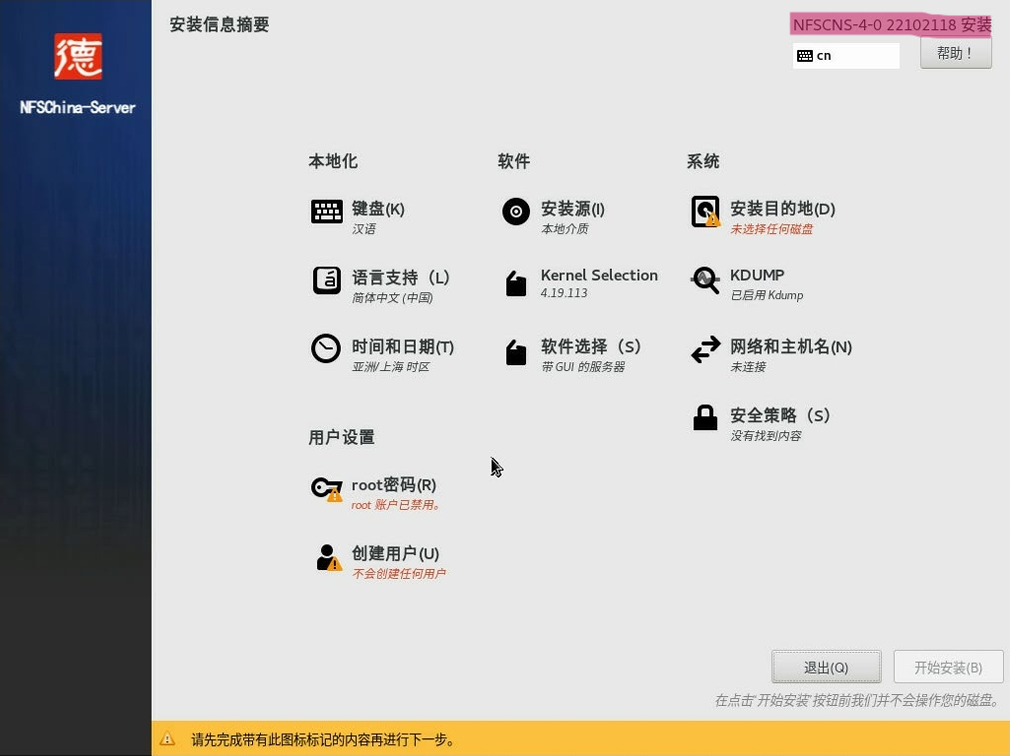 德
NFSChina-Server
安装信息摘要
NFSCNS-4-0 22102118 安装
cn
帮助！
本地化
键盘(K)
汉语
语言支持（L）
简体中文 (中国)
时间和日期(T)
亚洲/上海 时区
用户设置
root密码(R)
root 账户已禁用。
创建用户(U)
不会创建任何用户
软件
安装源(I)
本地介质
Kernel Selection
4.19.113
软件选择（S）
带 GUI 的服务器
系统
安装目的地(D)
未选择任何磁盘
KDUMP
已启用 Kdump
网络和主机名(N)
未连接
安全策略（S）
没有找到内容
退出(Q)
开始安装(B)
在点击'开始安装'按钮前我们并不会操作您的磁盘。
请先完成带有此图标标记的内容再进行下一步。